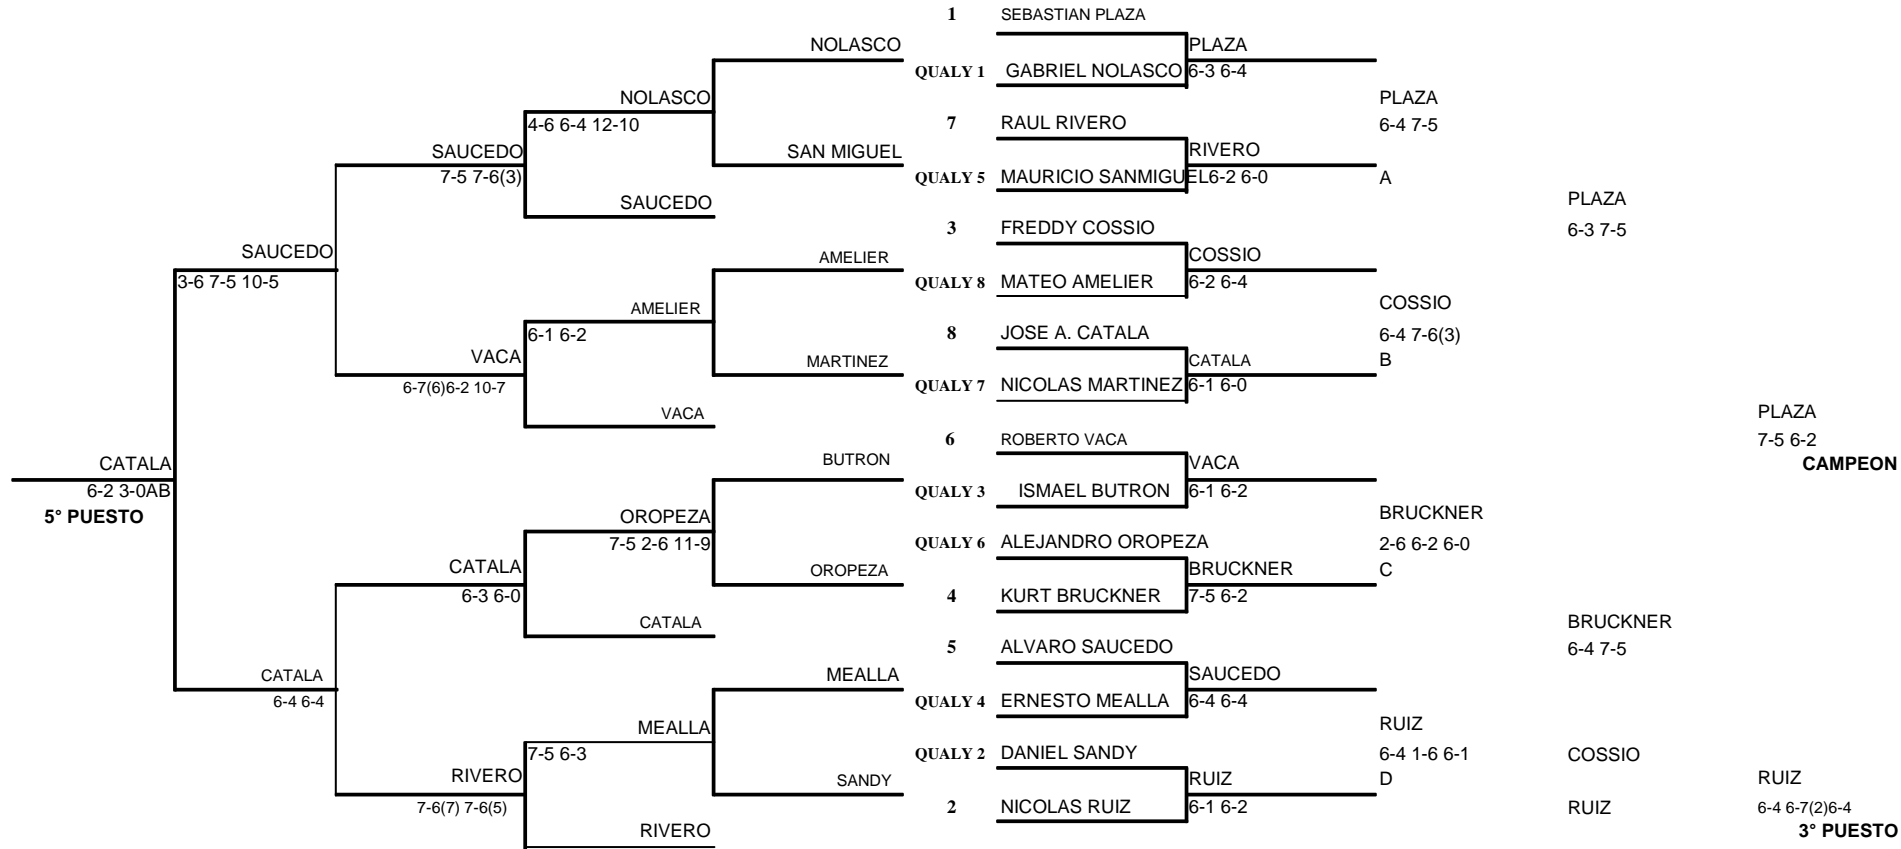 1 SEBASTIAN PLAZA
NOLASCO PLAZA
QUALY 1 GABRIEL NOLASCO 6-3 6-4
NOLASCO PLAZA
4-6 6-4 12-10 7 RAUL RIVERO 6-4 7-5
SAUCEDO SAN MIGUEL RIVERO
7-5 7-6(3) QUALY 5 MAURICIO SANMIGUEL 6-2 6-0 A
SAUCEDO PLAZA
3 FREDDY COSSIO 6-3 7-5
SAUCEDO AMELIER COSSIO
3-6 7-5 10-5 QUALY 8 MATEO AMELIER 6-2 6-4
AMELIER COSSIO
6-1 6-2 8 JOSE A. CATALA 6-4 7-6(3)
VACA MARTINEZ CATALA B
6-7(6)6-2 10-7 QUALY 7 NICOLAS MARTINEZ 6-1 6-0
VACA PLAZA
6 ROBERTO VACA 7-5 6-2
CATALA BUTRON VACA CAMPEON
6-2 3-0AB QUALY 3 ISMAEL BUTRON 6-1 6-2
5° PUESTO OROPEZA BRUCKNER
7-5 2-6 11-9 QUALY 6 ALEJANDRO OROPEZA 2-6 6-2 6-0
CATALA OROPEZA BRUCKNER C
6-3 6-0 4 KURT BRUCKNER 7-5 6-2
CATALA BRUCKNER
5 ALVARO SAUCEDO 6-4 7-5
CATALA MEALLA SAUCEDO
6-4 6-4 QUALY 4 ERNESTO MEALLA 6-4 6-4
MEALLA RUIZ
7-5 6-3 QUALY 2 DANIEL SANDY 6-4 1-6 6-1 COSSIO
RIVERO SANDY RUIZ D RUIZ
7-6(7) 7-6(5) 2 NICOLAS RUIZ 6-1 6-2 RUIZ 6-4 6-7(2)6-4
RIVERO 3° PUESTO